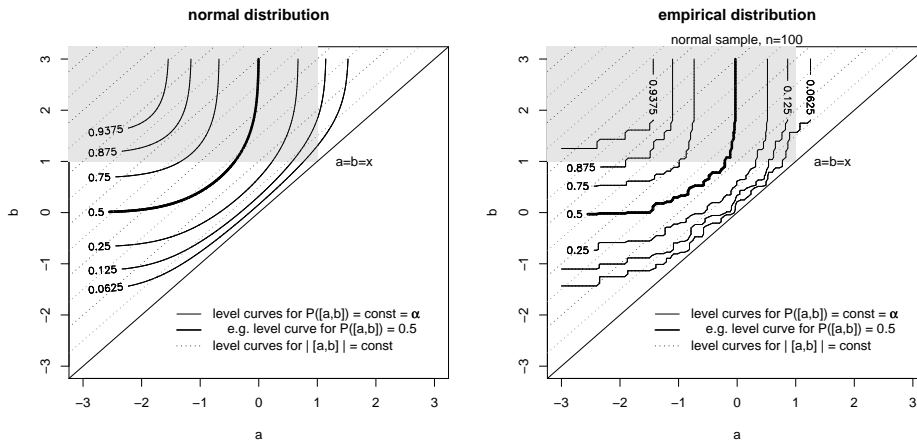 normal distribution
3
2
1
0
−1
−2
−3
b
0.9375
0.875
0.75
0.5
0.25
0.125
0.0625
a=b=x
level curves for P([a,b]) = const = α
e.g. level curve for P([a,b]) = 0.5
level curves for | [a,b] | = const
−3 −2 −1 0 1 2 3
a
empirical distribution
normal sample, n=100
3
2
1
0
−1
−2
−3
b
0.9375
0.125
0.0625
0.875
0.75
0.5
0.25
a=b=x
level curves for P([a,b]) = const = α
e.g. level curve for P([a,b]) = 0.5
level curves for | [a,b] | = const
−3 −2 −1 0 1 2 3
a